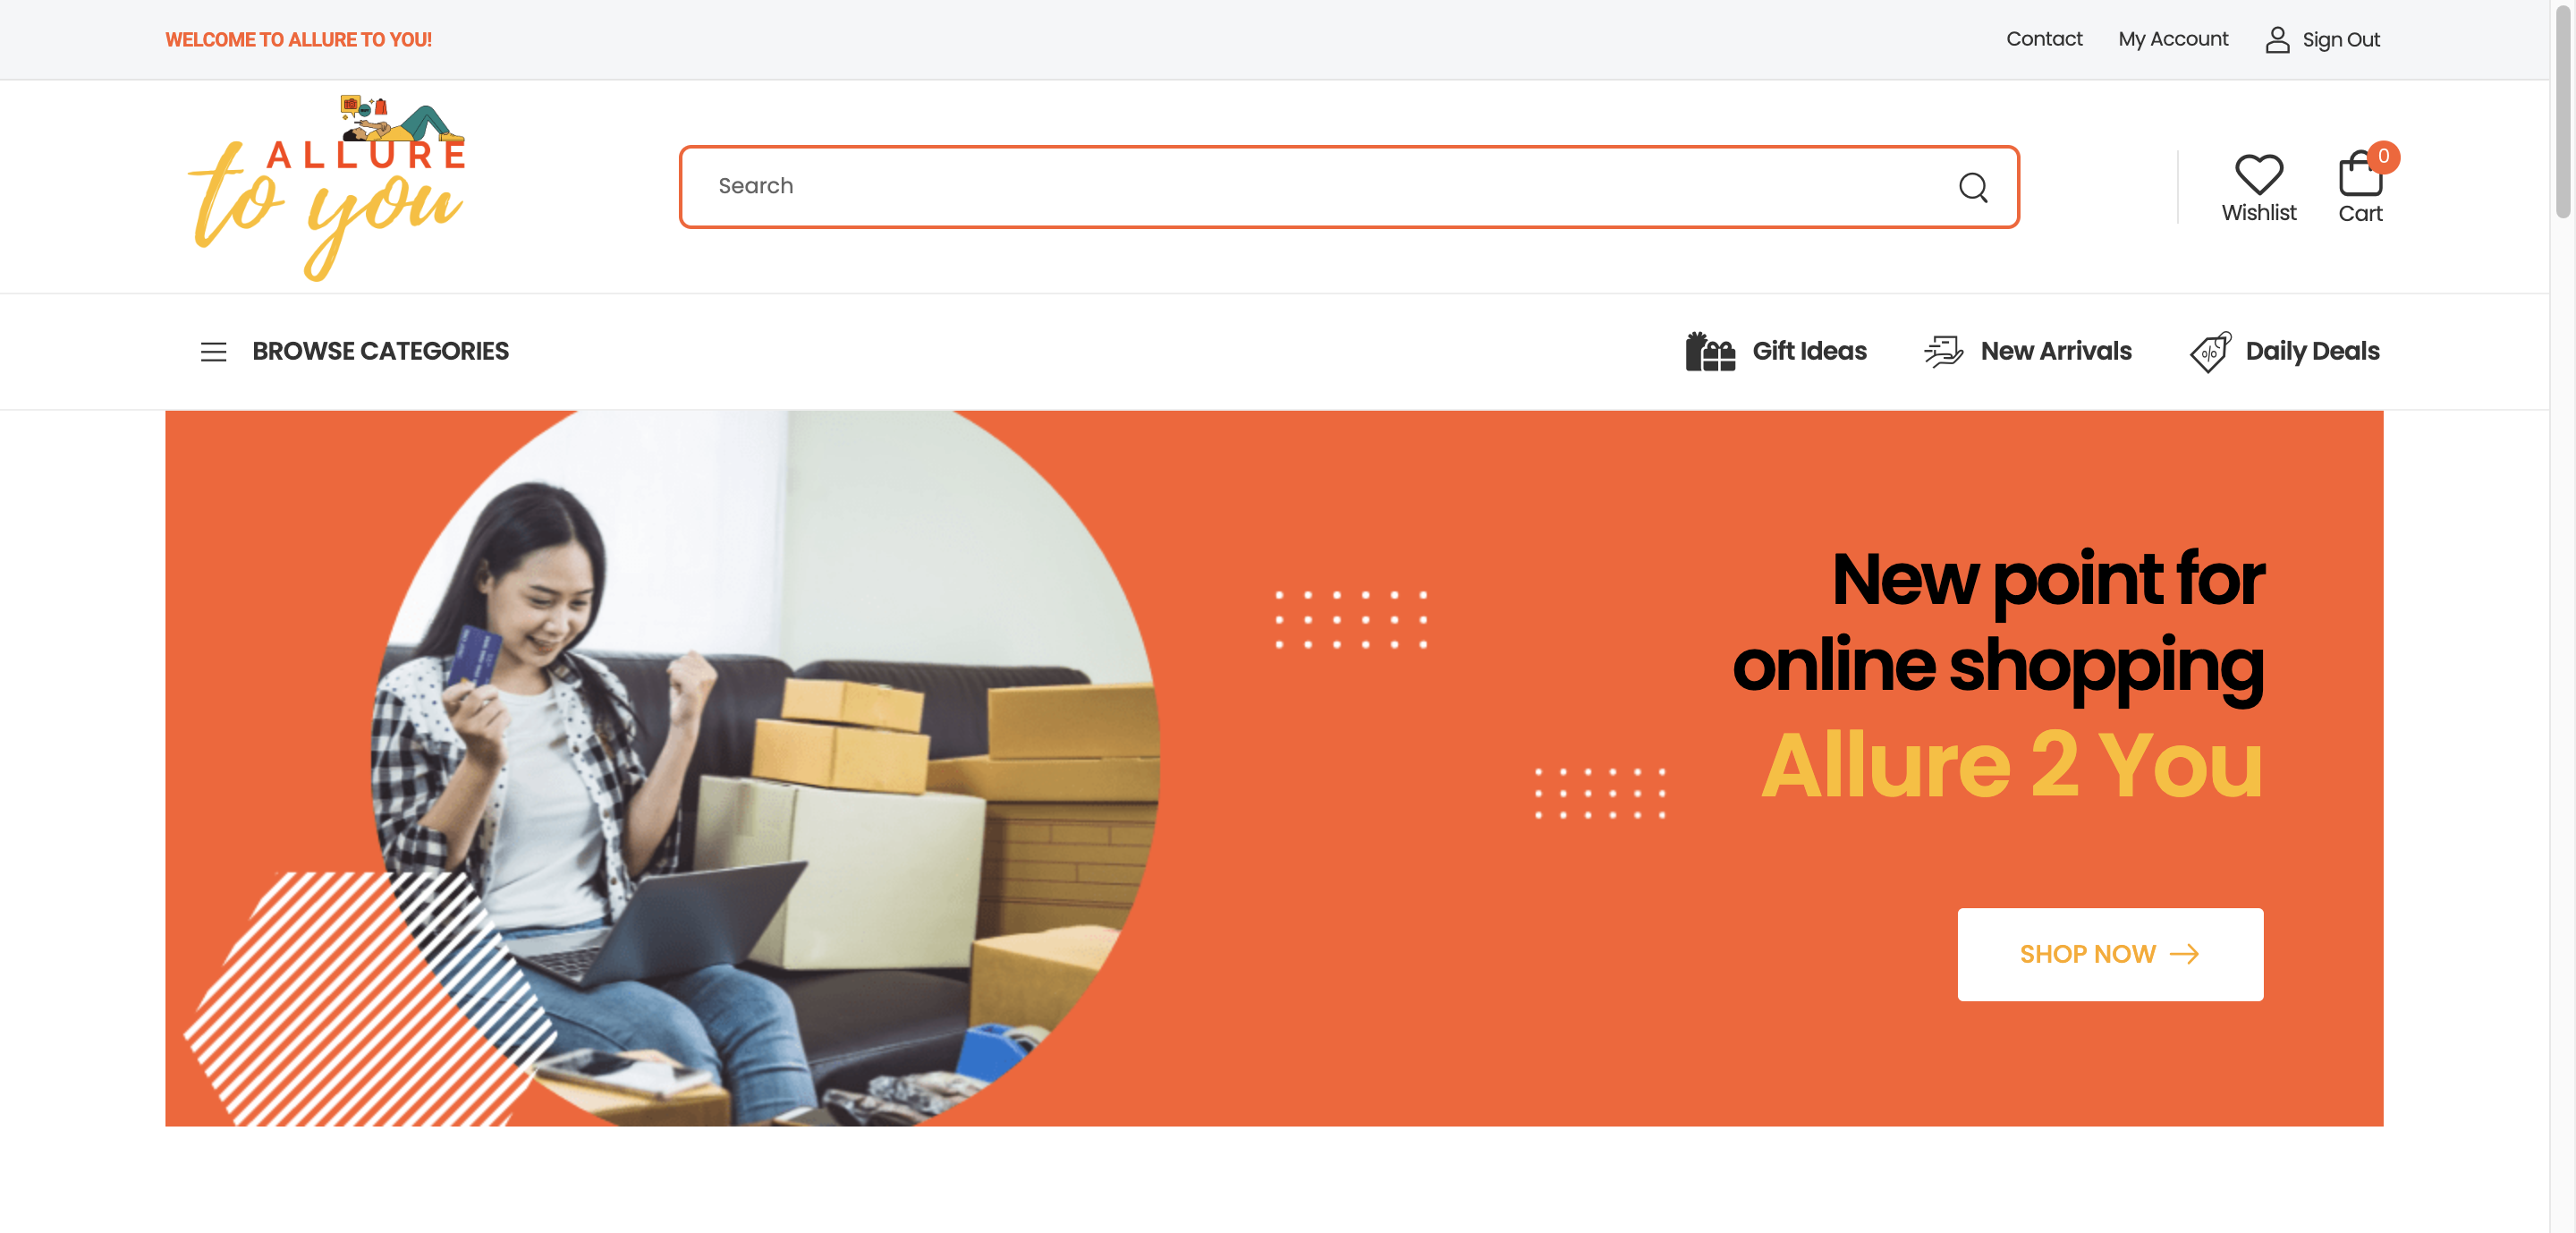 WELCOME TO ALLURE TO YOU!
Contact
My Account
Sign Out
ALLURE
to you
Search
Wishlist
0
Cart
BROWSE CATEGORIES
Gift Ideas
New Arrivals
Daily Deals
New point for
online shopping
Allure 2 You
SHOP NOW